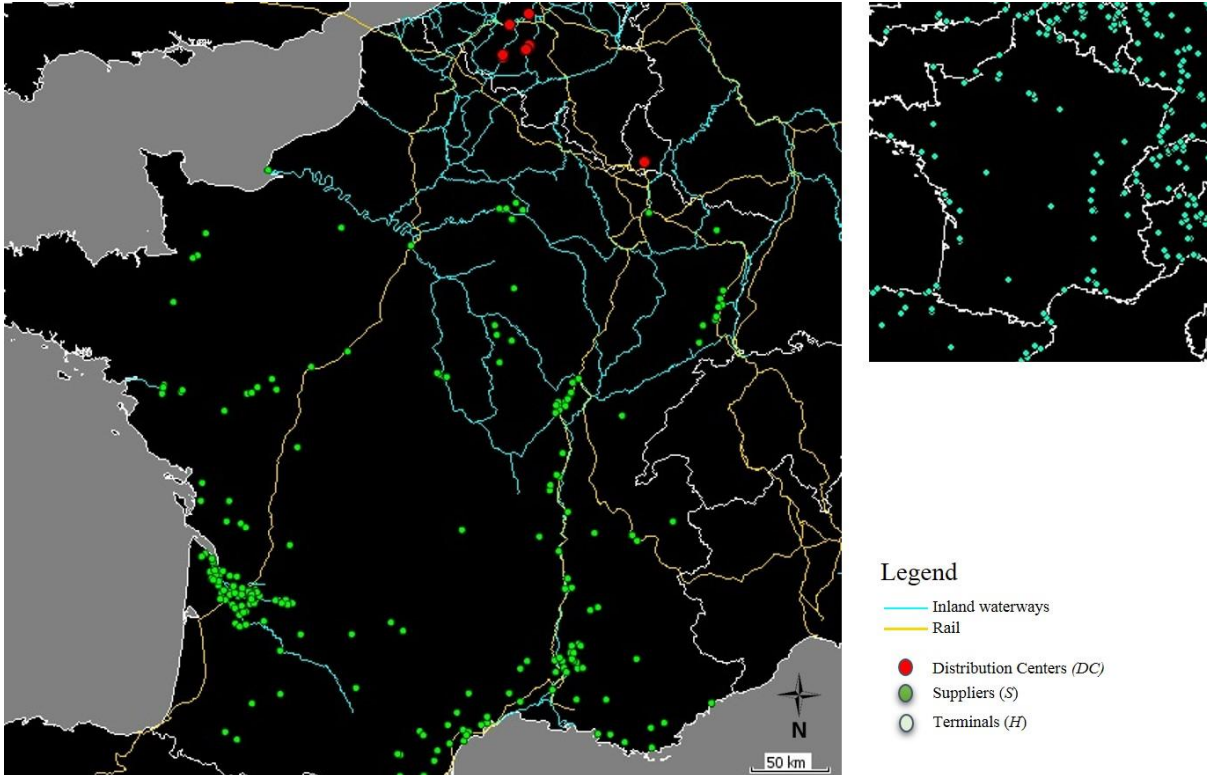 N
50 km
Legend
Inland waterways
Rail
Distribution Centers (DC)
Suppliers (S)
Terminals (H)